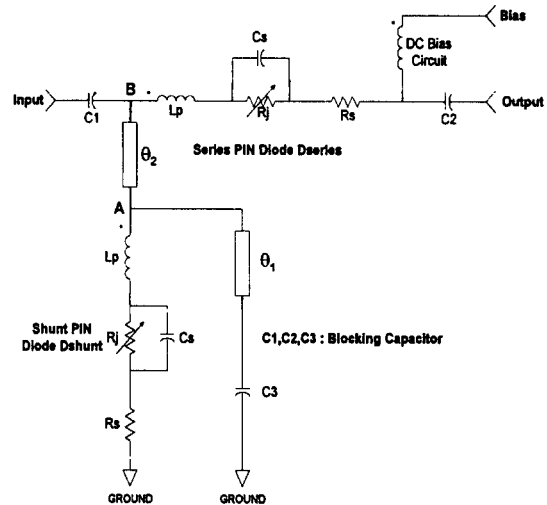 Bias
Cs
DC Bias
Circuit
Input
B
Output
C1
Lp
Rj
Rs
C2
θ2
Series PIN Diode Dseries
A
Lp
θ1
Shunt PIN
Diode Dshunt
Rj
Cs
C1,C2,C3 : Blocking Capacitor
C3
Rs
GROUND
GROUND